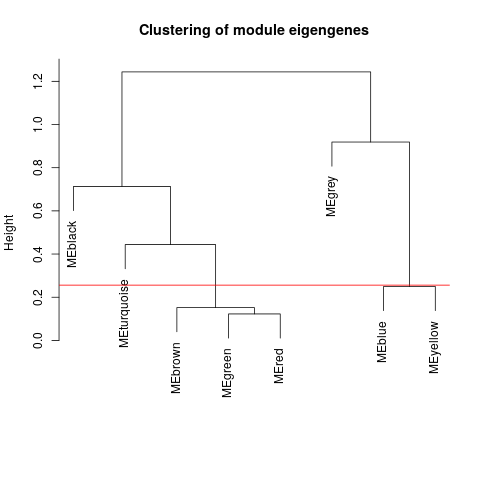 Clustering of module eigengenes
Height
1.2
1.0
0.8
0.6
0.4
0.2
0.0
MEblack
MEturquoise
MEbrown
MEgreen
MEred
MEgrey
MEblue
MEyellow